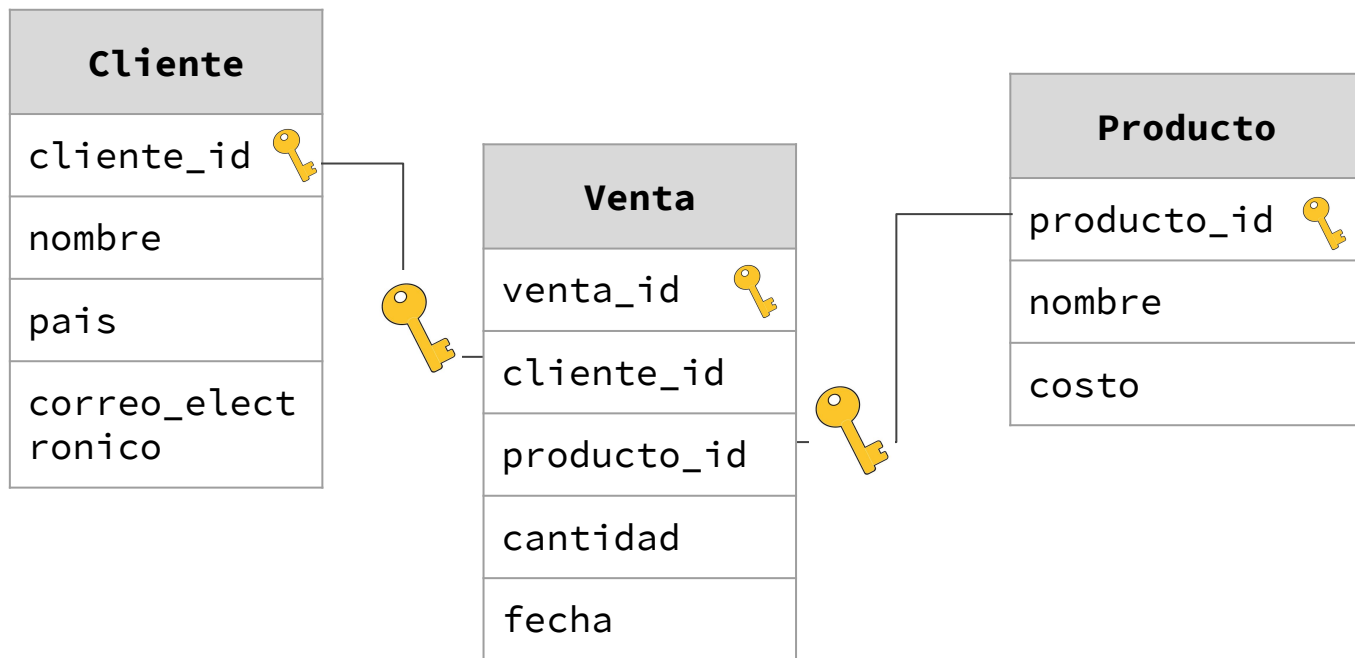 Cliente
cliente_id
nombre
pais
correo_elect
ronico
Venta
venta_id
cliente_id
producto_id
cantidad
fecha
Producto
producto_id
nombre
costo